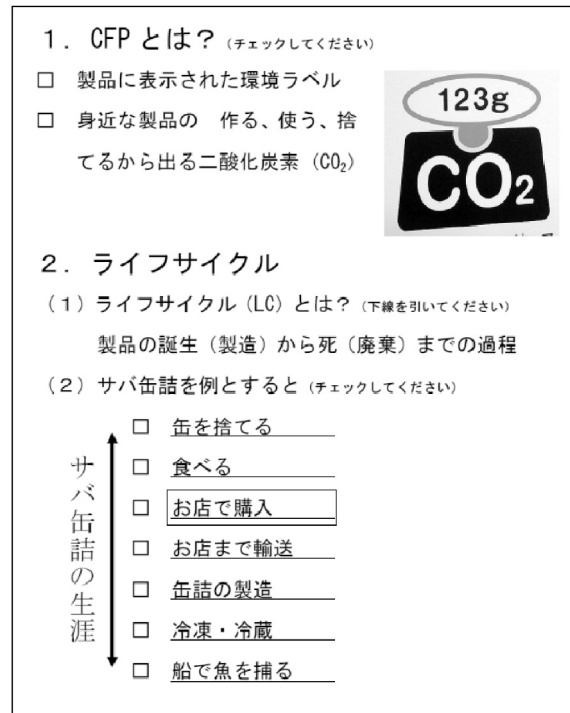 1．CFPとは？（チェックしてください）
□ 製品に表示された環境ラベル
□ 身近な製品の　作る、使う、捨
てるから出る二酸化炭素（CO₂）
123g
CO₂
2．ライフサイクル
（1）ライフサイクル（LC）とは？（下線を引いてください）
製品の誕生（製造）から死（廃棄）までの過程
（2）サバ缶詰を例とすると（チェックしてください）
サバ缶詰の生涯
□ 缶を捨てる
□ 食べる
□ お店で購入
□ お店まで輸送
□ 缶詰の製造
□ 冷凍・冷蔵
□ 船で魚を捕る